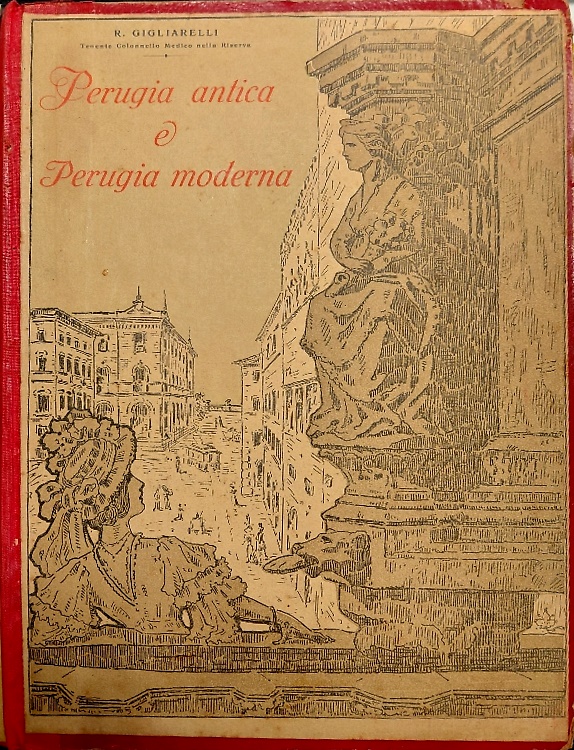 R. GIGLIARELLI
Tenente Colonnello Medico nella Riserva
Perugia antica
e
Perugia moderna